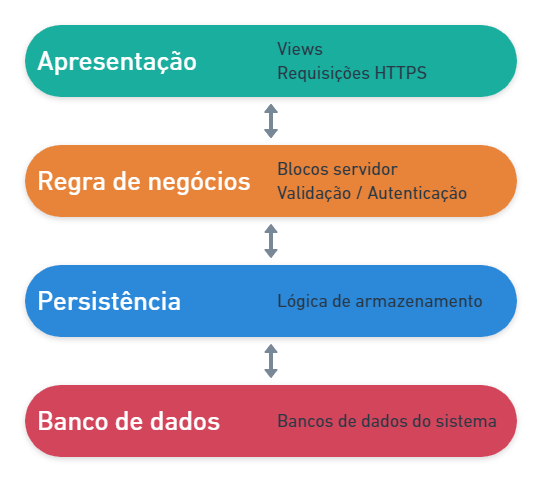 Apresentação
Views
Requisições HTTPS
Regra de negócios
Blocos servidor
Validação / Autenticação
Persistência
Lógica de armazenamento
Banco de dados
Bancos de dados do sistema